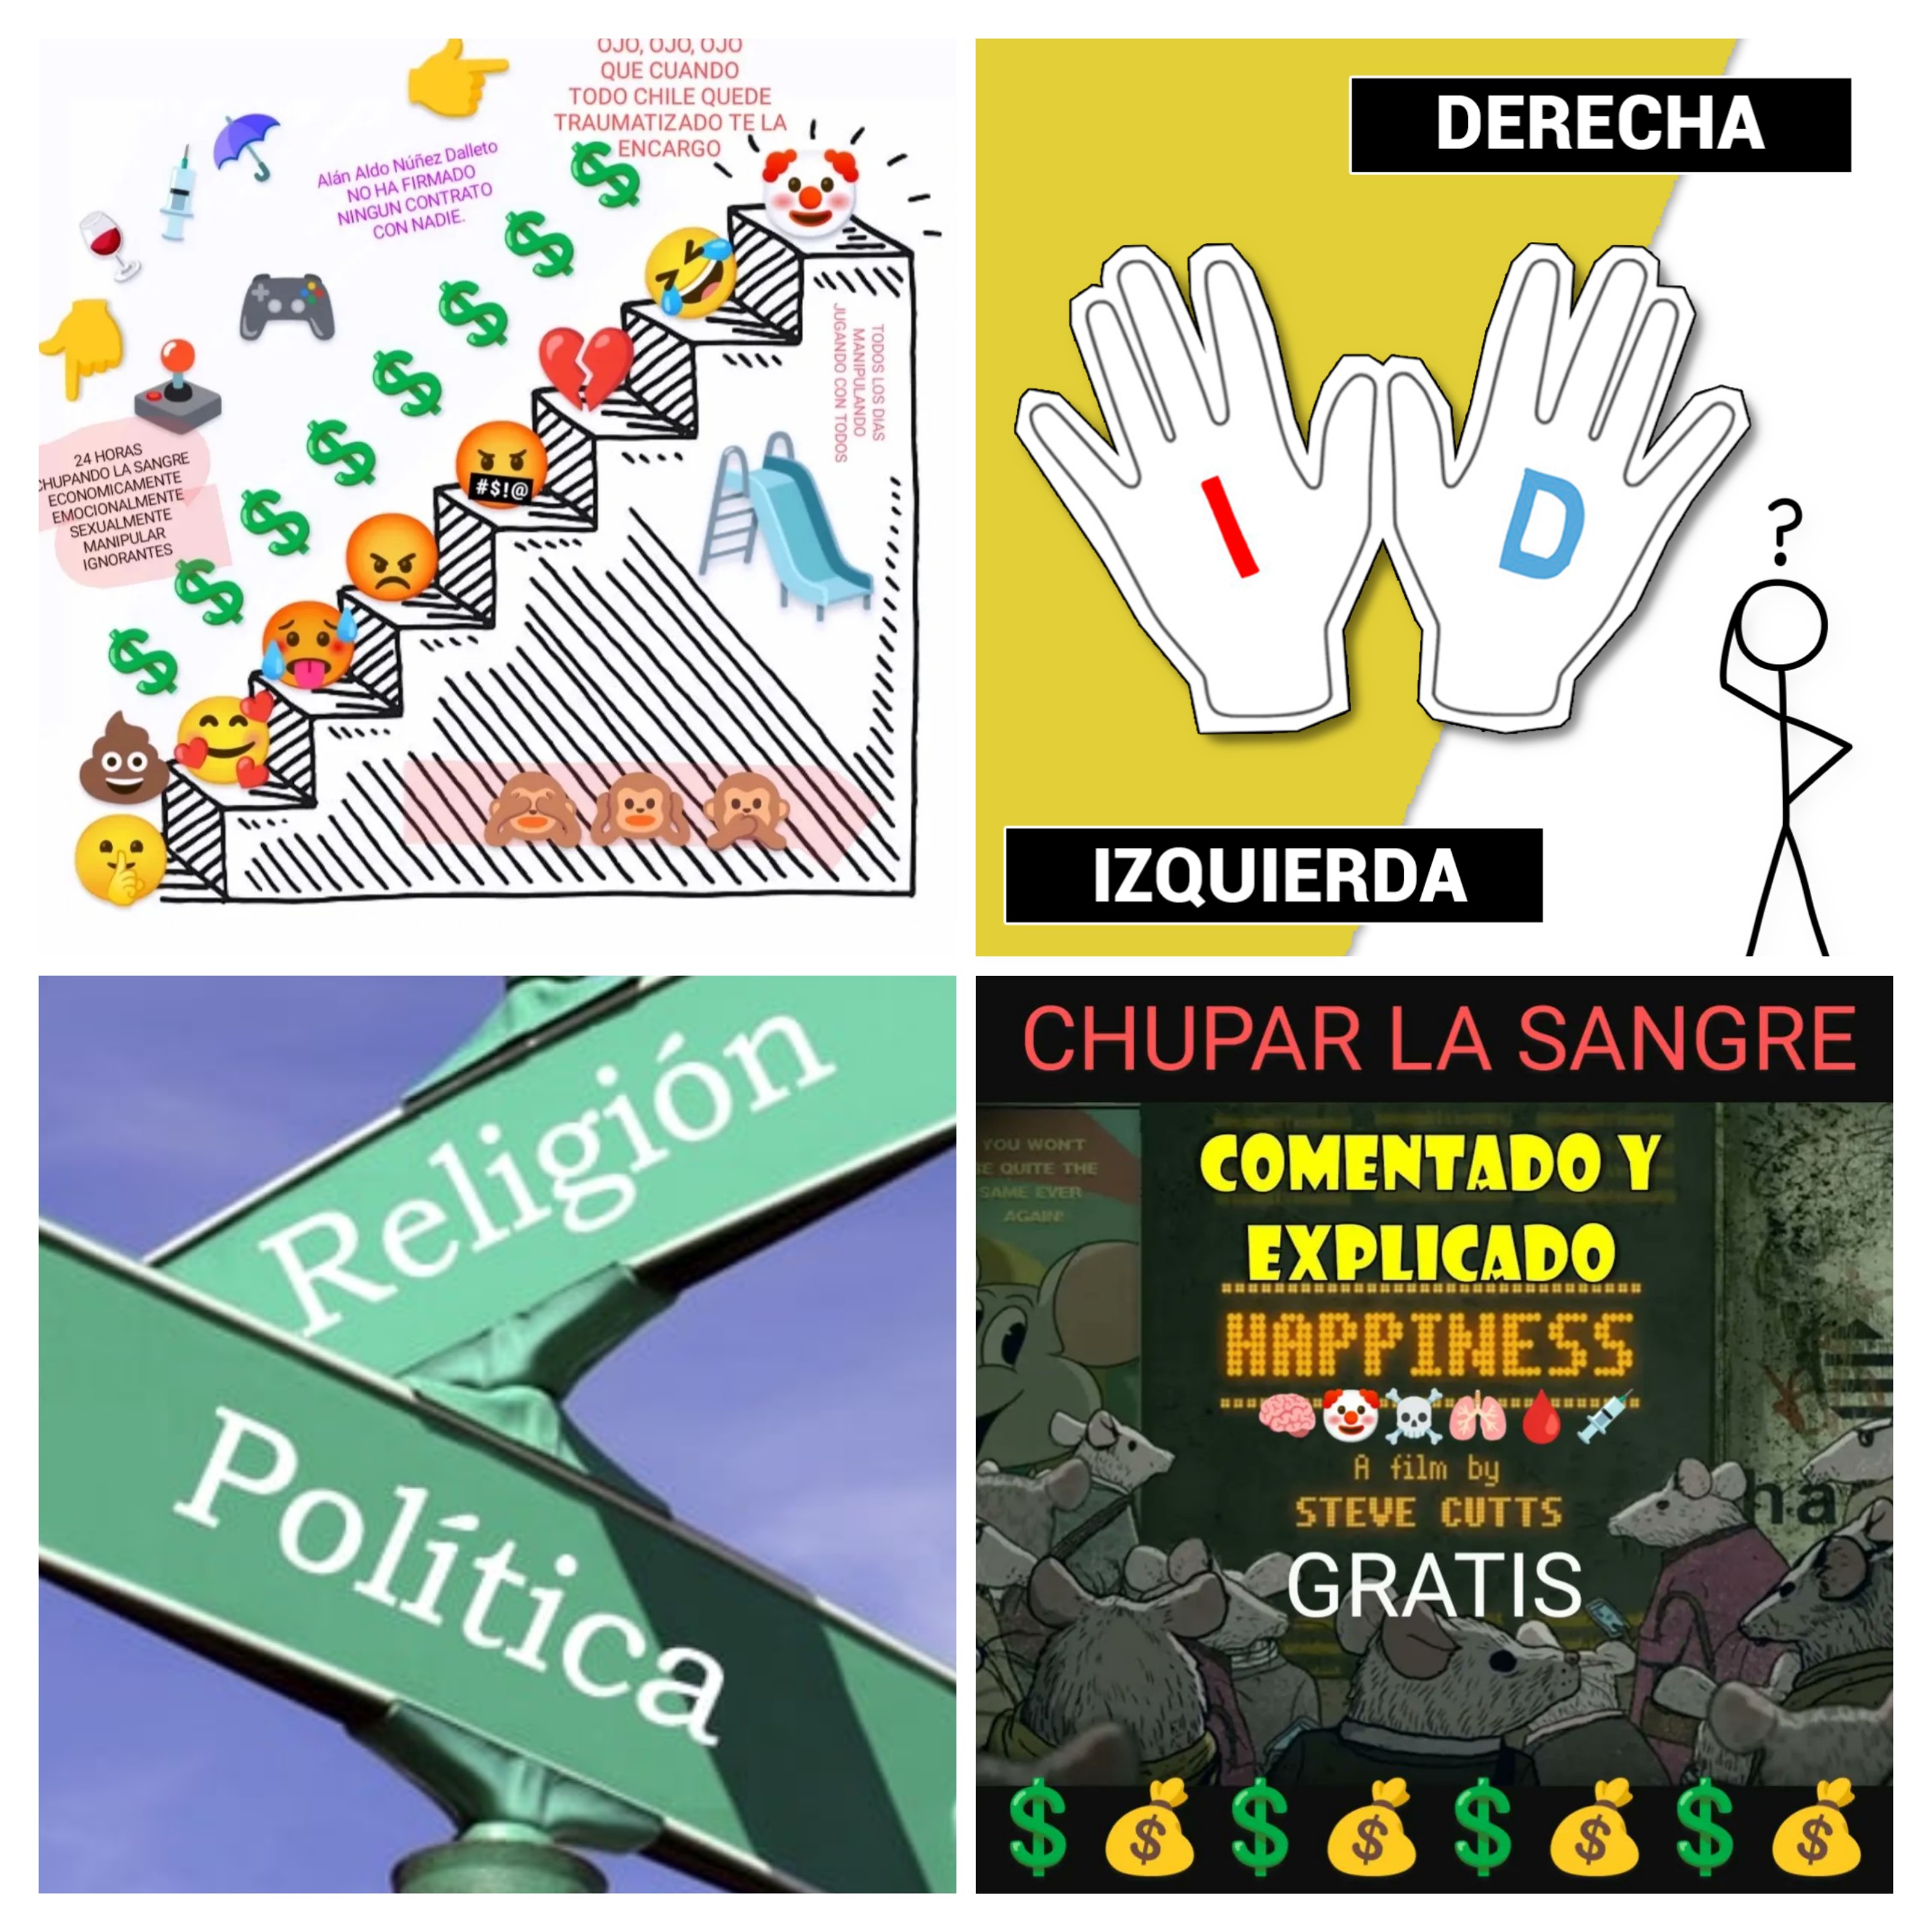 OJO, OJO, OJO
QUE CUANDO
TODO CHILE QUEDE
TRAUMATIZADO TE LA
ENCARGO
Alán Aldo Núñez Dalleto
NO HA FIRMADO
NINGUN CONTRATO
CON NADIE.
24 HORAS
CHUPANDO LA SANGRE
ECONOMICAMENTE
EMOCIONALMENTE
SEXUALMENTE
MANIPULAR
IGNORANTES
#$!@
TODOS LOS DIAS
MANIPULANDO
JUGANDO CON TODOS
DERECHA
I D
?
IZQUIERDA
Religión
Política
CHUPAR LA SANGRE
COMENTADO Y
EXPLICADO
YOU WON'T
BE QUITE THE
SAME EVER
AGAIN!
HAPPINESS
A film by
STEVE CUTTS
ha
GRATIS